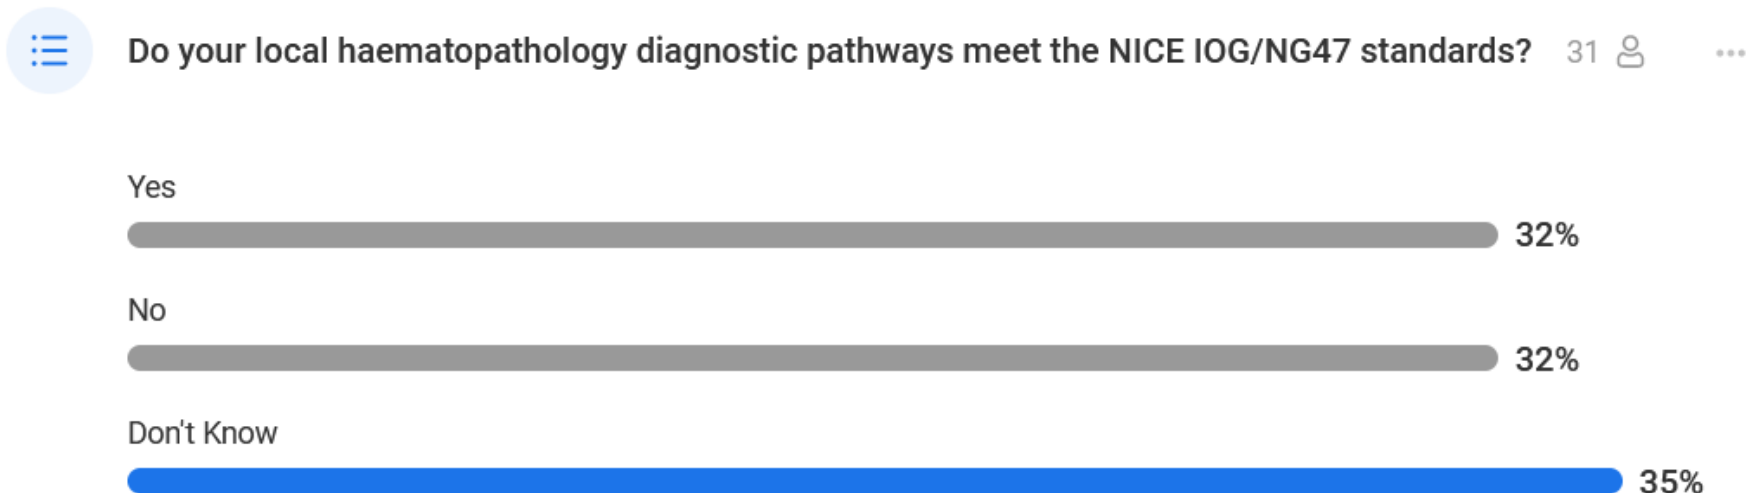 Do your local haematopathology diagnostic pathways meet the NICE IOG/NG47 standards? 31
Yes
32%
No
32%
Don't Know
35%